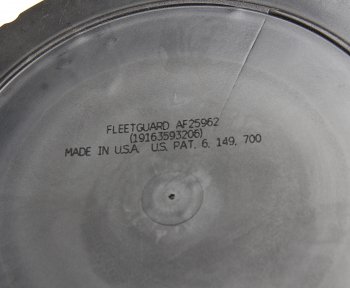 FLEETGUARD AF25962
(19163593206)
MADE IN U.S.A. U.S. PAT. 6, 149, 700